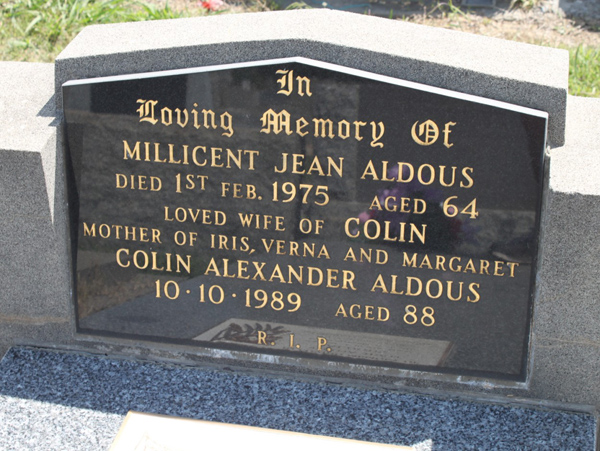 In
Loving Memory Of
MILLICENT JEAN ALDOUS
DIED 1ST FEB. 1975 AGED 64
LOVED WIFE OF COLIN
MOTHER OF IRIS, VERNA AND MARGARET
COLIN ALEXANDER ALDOUS
10·10·1989 AGED 88
R. I. P.